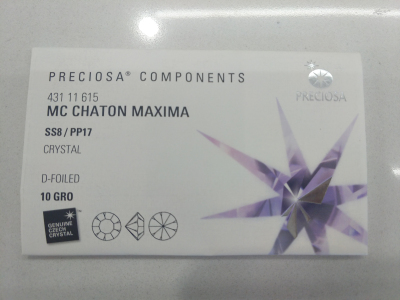 PRECIOSA® COMPONENTS
431 11 615
MC CHATON MAXIMA
SS8 / PP17
CRYSTAL
D-FOILED
10 GRO
GENUINE
CZECH
CRYSTAL
PRECIOSA